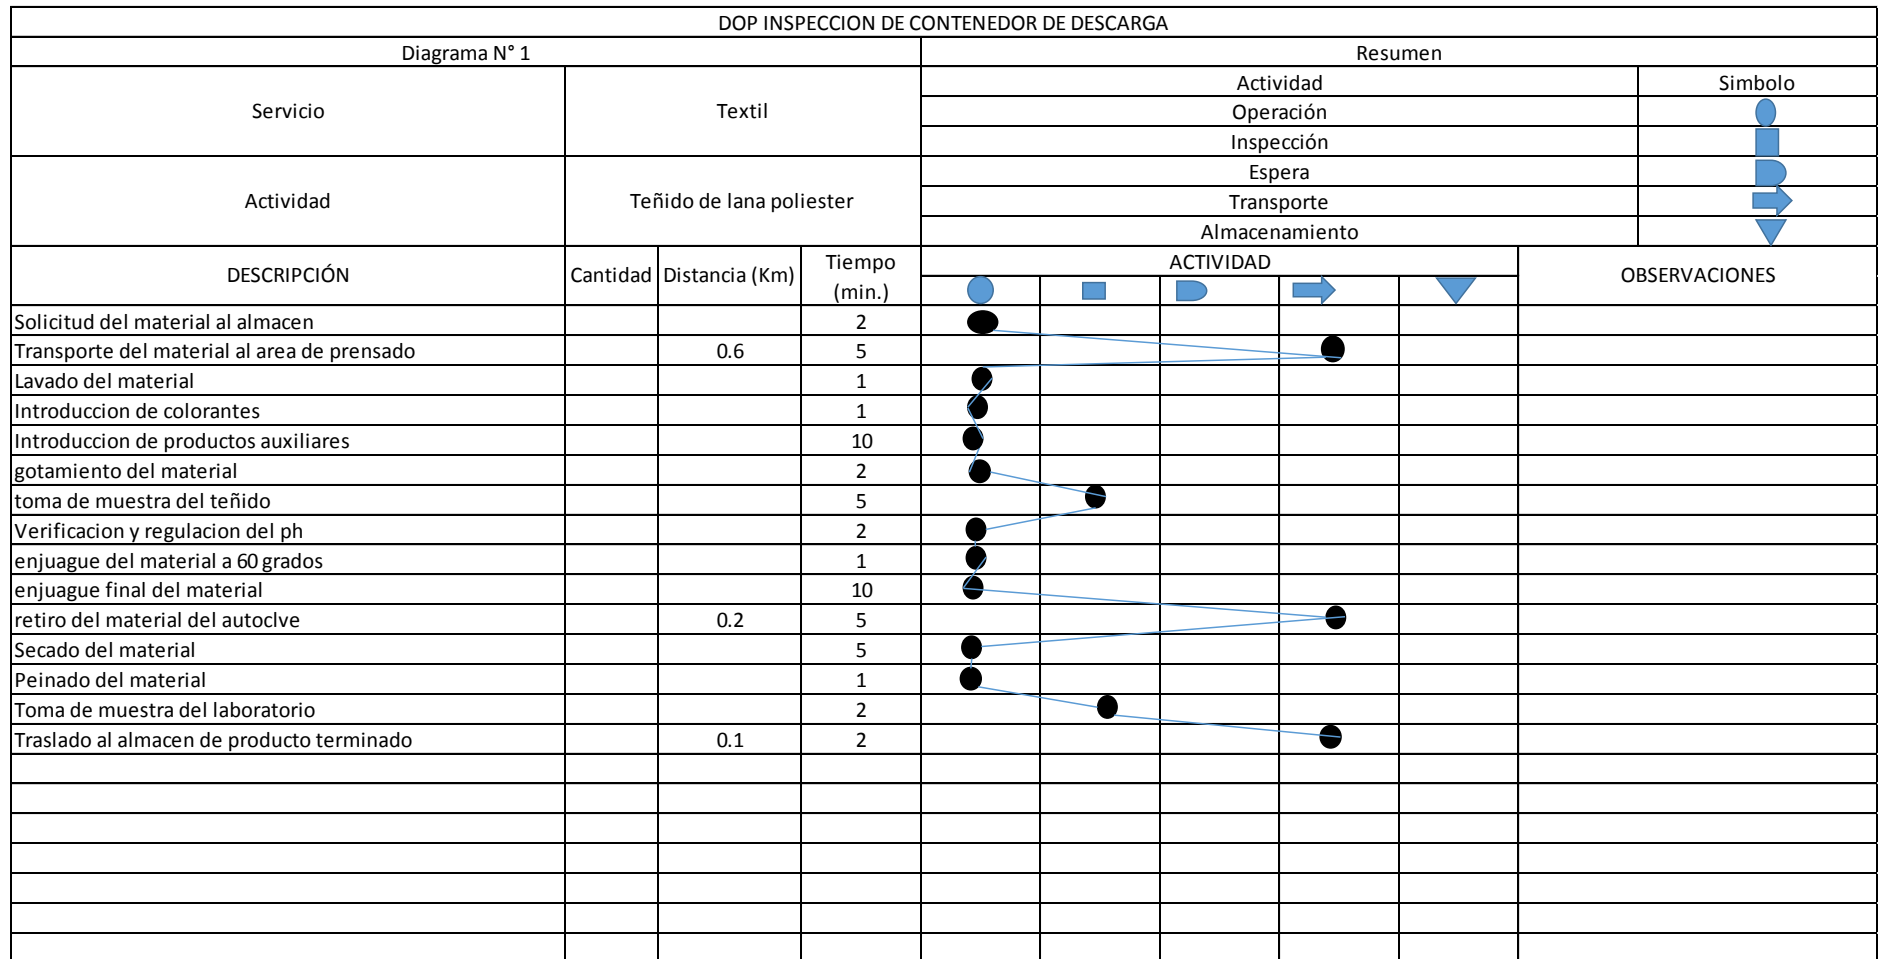 DOP INSPECCION DE CONTENEDOR DE DESCARGA
Diagrama N° 1 Resumen
Servicio Textil Actividad Simbolo
Operación
Inspección
Actividad Teñido de lana poliester Espera
Transporte
Almacenamiento
DESCRIPCIÓN Cantidad Distancia (Km) Tiempo (min.) ACTIVIDAD OBSERVACIONES
Solicitud del material al almacen 2
Transporte del material al area de prensado 0.6 5
Lavado del material 1
Introduccion de colorantes 1
Introduccion de productos auxiliares 10
gotamiento del material 2
toma de muestra del teñido 5
Verificacion y regulacion del ph 2
enjuague del material a 60 grados 1
enjuague final del material 10
retiro del material del autoclve 0.2 5
Secado del material 5
Peinado del material 1
Toma de muestra del laboratorio 2
Traslado al almacen de producto terminado 0.1 2